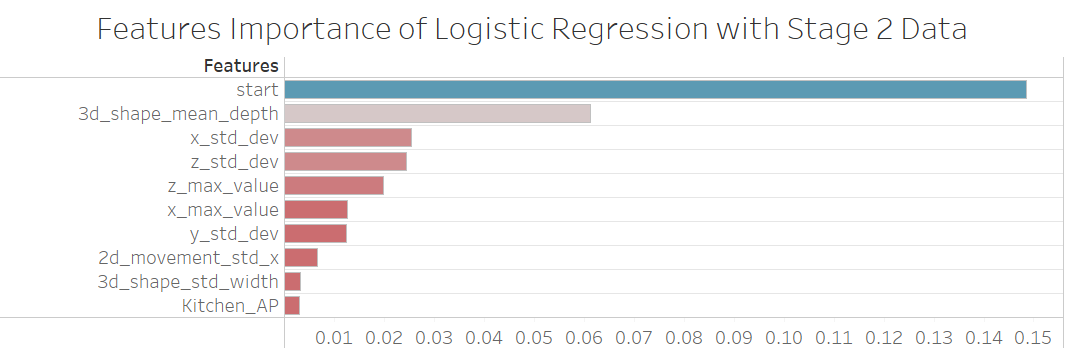 Features Importance of Logistic Regression with Stage 2 Data
Features
start
3d_shape_mean_depth
x_std_dev
z_std_dev
z_max_value
x_max_value
y_std_dev
2d_movement_std_x
3d_shape_std_width
Kitchen_AP
0.01 0.02 0.03 0.04 0.05 0.06 0.07 0.08 0.09 0.10 0.11 0.12 0.13 0.14 0.15